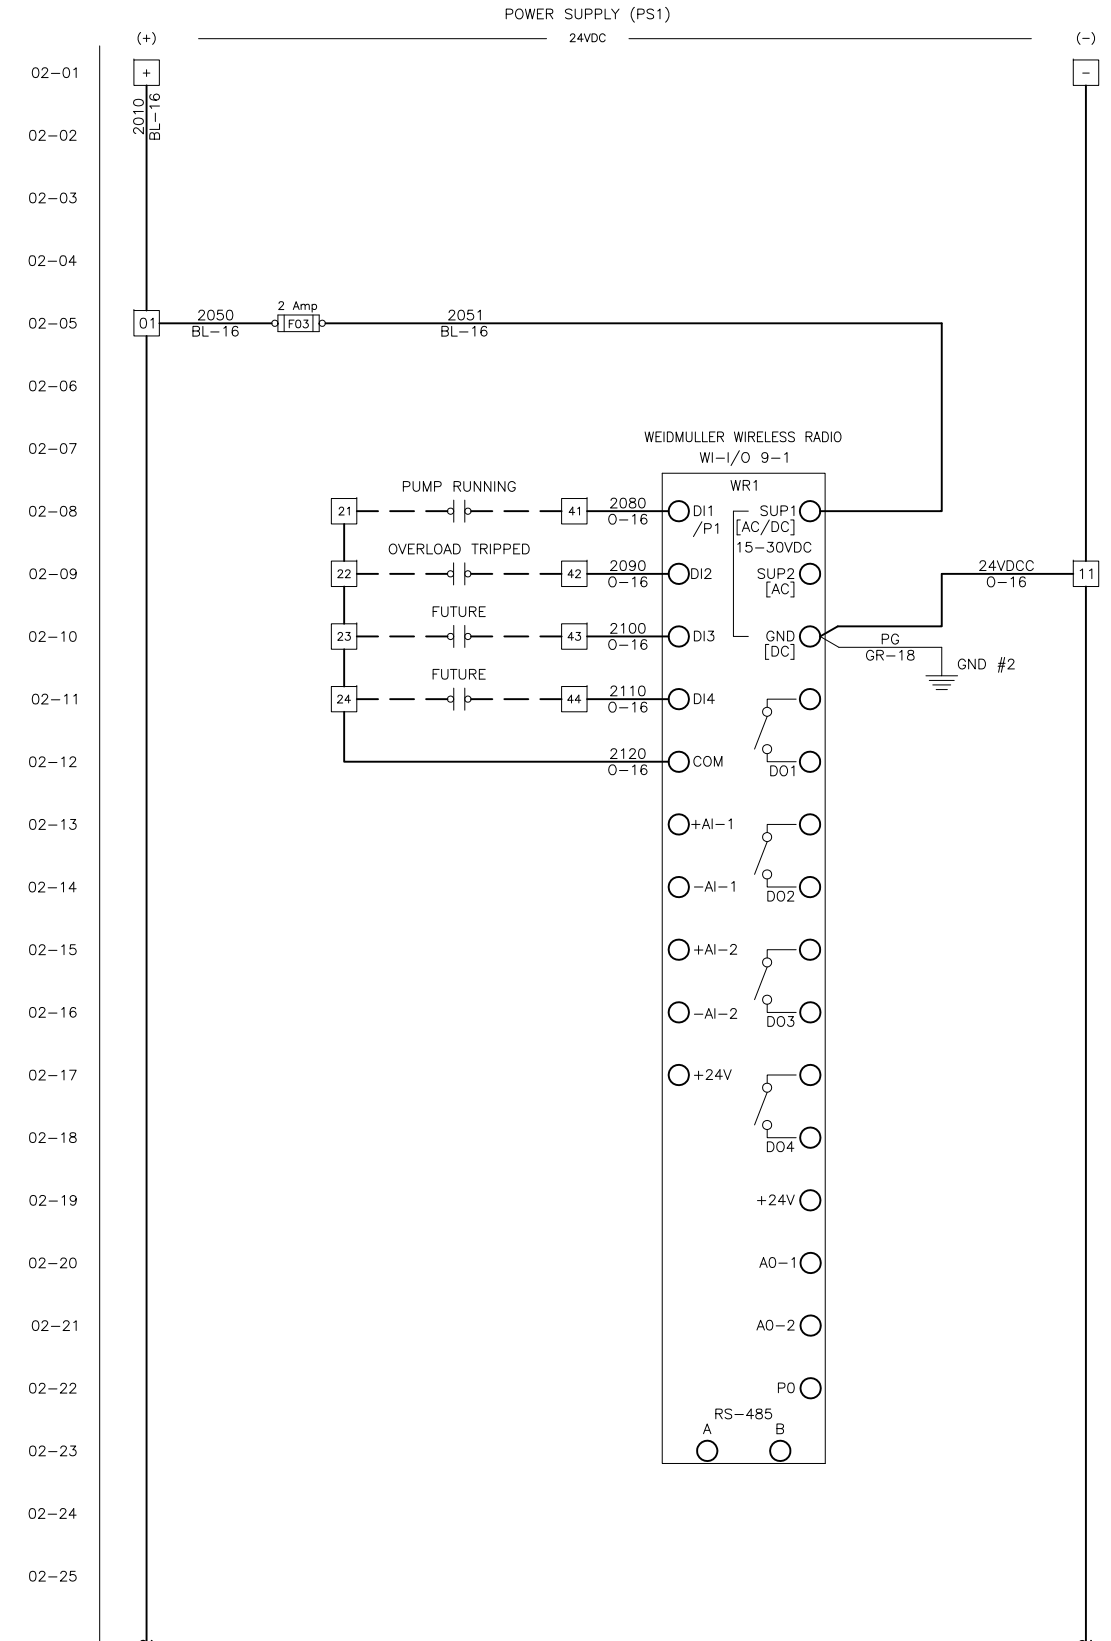 POWER SUPPLY (PS1)
(+) 24VDC (-)
02-01 + -
2010
BL-16
02-02
02-03
02-04
2 Amp
02-05 01 2050 F03 2051
BL-16 BL-16
02-06
02-07
WEIDMULLER WIRELESS RADIO
WI-I/O 9-1
WR1
PUMP RUNNING
02-08 21 41 2080 DI1 SUP1
O-16 /P1 [AC/DC]
15-30VDC
OVERLOAD TRIPPED
02-09 22 42 2090 DI2 SUP2 24VDCC 11
O-16 [AC] O-16
FUTURE
02-10 23 43 2100 DI3 GND PG
O-16 [DC] GR-18 GND #2
FUTURE
02-11 24 44 2110 DI4
O-16
02-12 2120 COM
O-16 DO1
02-13 +AI-1
02-14 -AI-1
DO2
02-15 +AI-2
02-16 -AI-2
DO3
02-17 +24V
02-18
DO4
02-19 +24V
02-20 AO-1
02-21 AO-2
02-22 PO
RS-485
A B
02-23
02-24
02-25